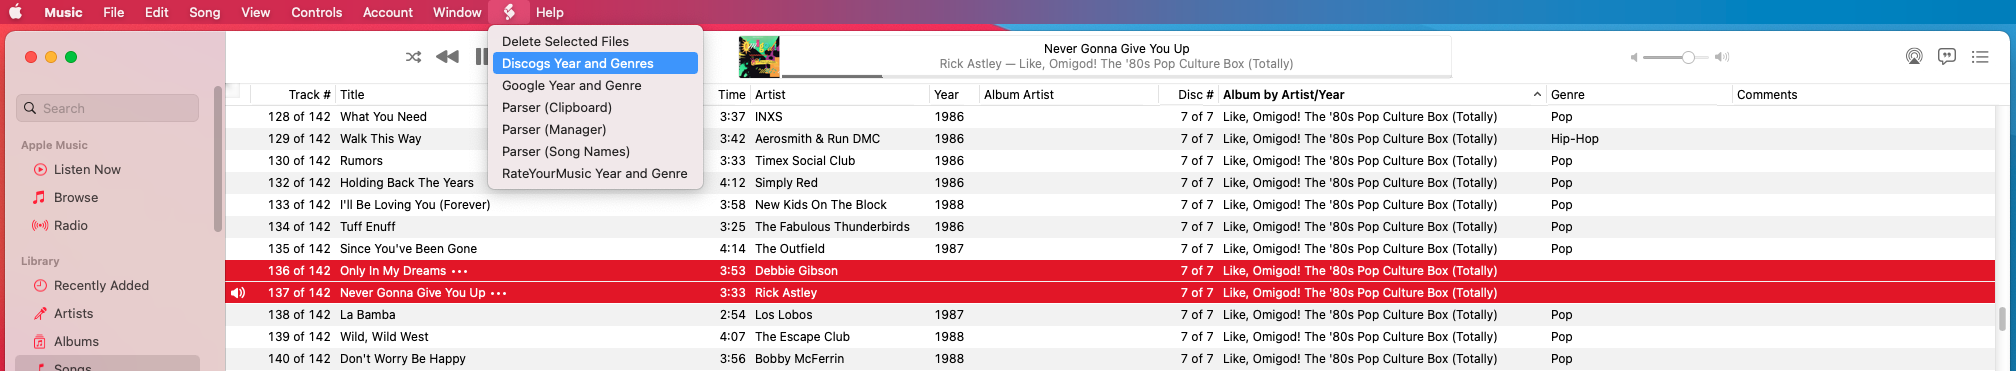 Music File Edit Song View Controls Account Window Help
Delete Selected Files
Discogs Year and Genres
Google Year and Genre
Parser (Clipboard)
Parser (Manager)
Parser (Song Names)
RateYourMusic Year and Genre
Never Gonna Give You Up
Rick Astley — Like, Omigod! The '80s Pop Culture Box (Totally)
Search
Apple Music
Listen Now
Browse
Radio
Library
Recently Added
Artists
Albums
Songs
Track # Title Time Artist Year Album Artist Disc # Album by Artist/Year Genre Comments
128 of 142 What You Need 3:37 INXS 1986 7 of 7 Like, Omigod! The '80s Pop Culture Box (Totally) Pop
129 of 142 Walk This Way 3:42 Aerosmith & Run DMC 1986 7 of 7 Like, Omigod! The '80s Pop Culture Box (Totally) Hip-Hop
130 of 142 Rumors 3:33 Timex Social Club 1986 7 of 7 Like, Omigod! The '80s Pop Culture Box (Totally) Pop
132 of 142 Holding Back The Years 4:12 Simply Red 1986 7 of 7 Like, Omigod! The '80s Pop Culture Box (Totally) Pop
133 of 142 I'll Be Loving You (Forever) 3:58 New Kids On The Block 1988 7 of 7 Like, Omigod! The '80s Pop Culture Box (Totally) Pop
134 of 142 Tuff Enuff 3:25 The Fabulous Thunderbirds 1986 7 of 7 Like, Omigod! The '80s Pop Culture Box (Totally) Pop
135 of 142 Since You've Been Gone 4:14 The Outfield 1987 7 of 7 Like, Omigod! The '80s Pop Culture Box (Totally) Pop
136 of 142 Only In My Dreams ••• 3:53 Debbie Gibson 7 of 7 Like, Omigod! The '80s Pop Culture Box (Totally)
137 of 142 Never Gonna Give You Up ••• 3:33 Rick Astley 7 of 7 Like, Omigod! The '80s Pop Culture Box (Totally)
138 of 142 La Bamba 2:54 Los Lobos 1987 7 of 7 Like, Omigod! The '80s Pop Culture Box (Totally) Pop
139 of 142 Wild, Wild West 4:07 The Escape Club 1988 7 of 7 Like, Omigod! The '80s Pop Culture Box (Totally) Pop
140 of 142 Don't Worry Be Happy 3:56 Bobby McFerrin 1988 7 of 7 Like, Omigod! The '80s Pop Culture Box (Totally) Pop